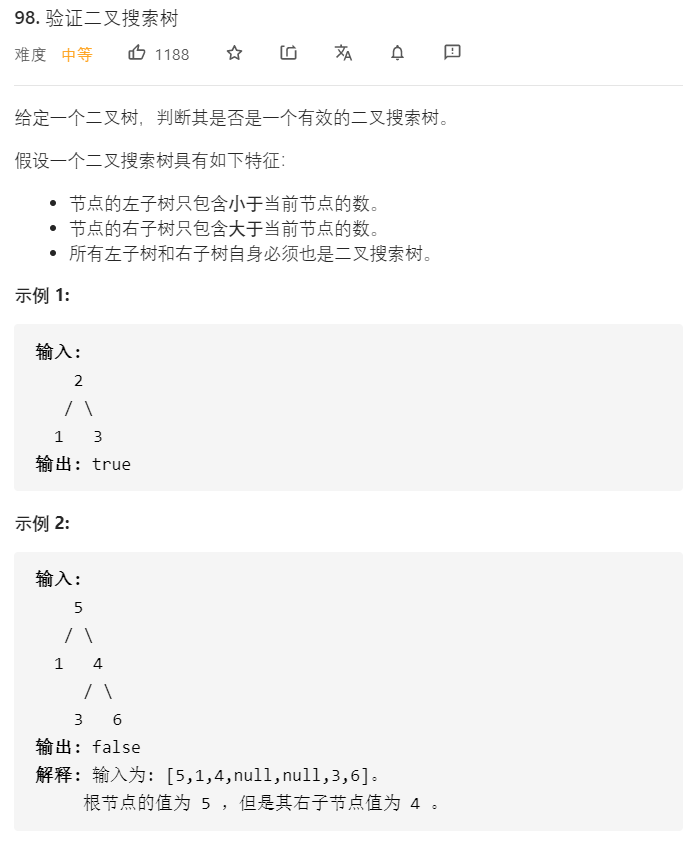 98. 验证二叉搜索树
难度 中等 1188
给定一个二叉树，判断其是否是一个有效的二叉搜索树。
假设一个二叉搜索树具有如下特征：
• 节点的左子树只包含小于当前节点的数。
• 节点的右子树只包含大于当前节点的数。
• 所有左子树和右子树自身必须也是二叉搜索树。
示例 1:
输入:
2
/ \
1 3
输出: true
示例 2:
输入:
5
/ \
1 4
/ \
3 6
输出: false
解释: 输入为: [5,1,4,null,null,3,6]。
根节点的值为 5 ，但是其右子节点值为 4 。